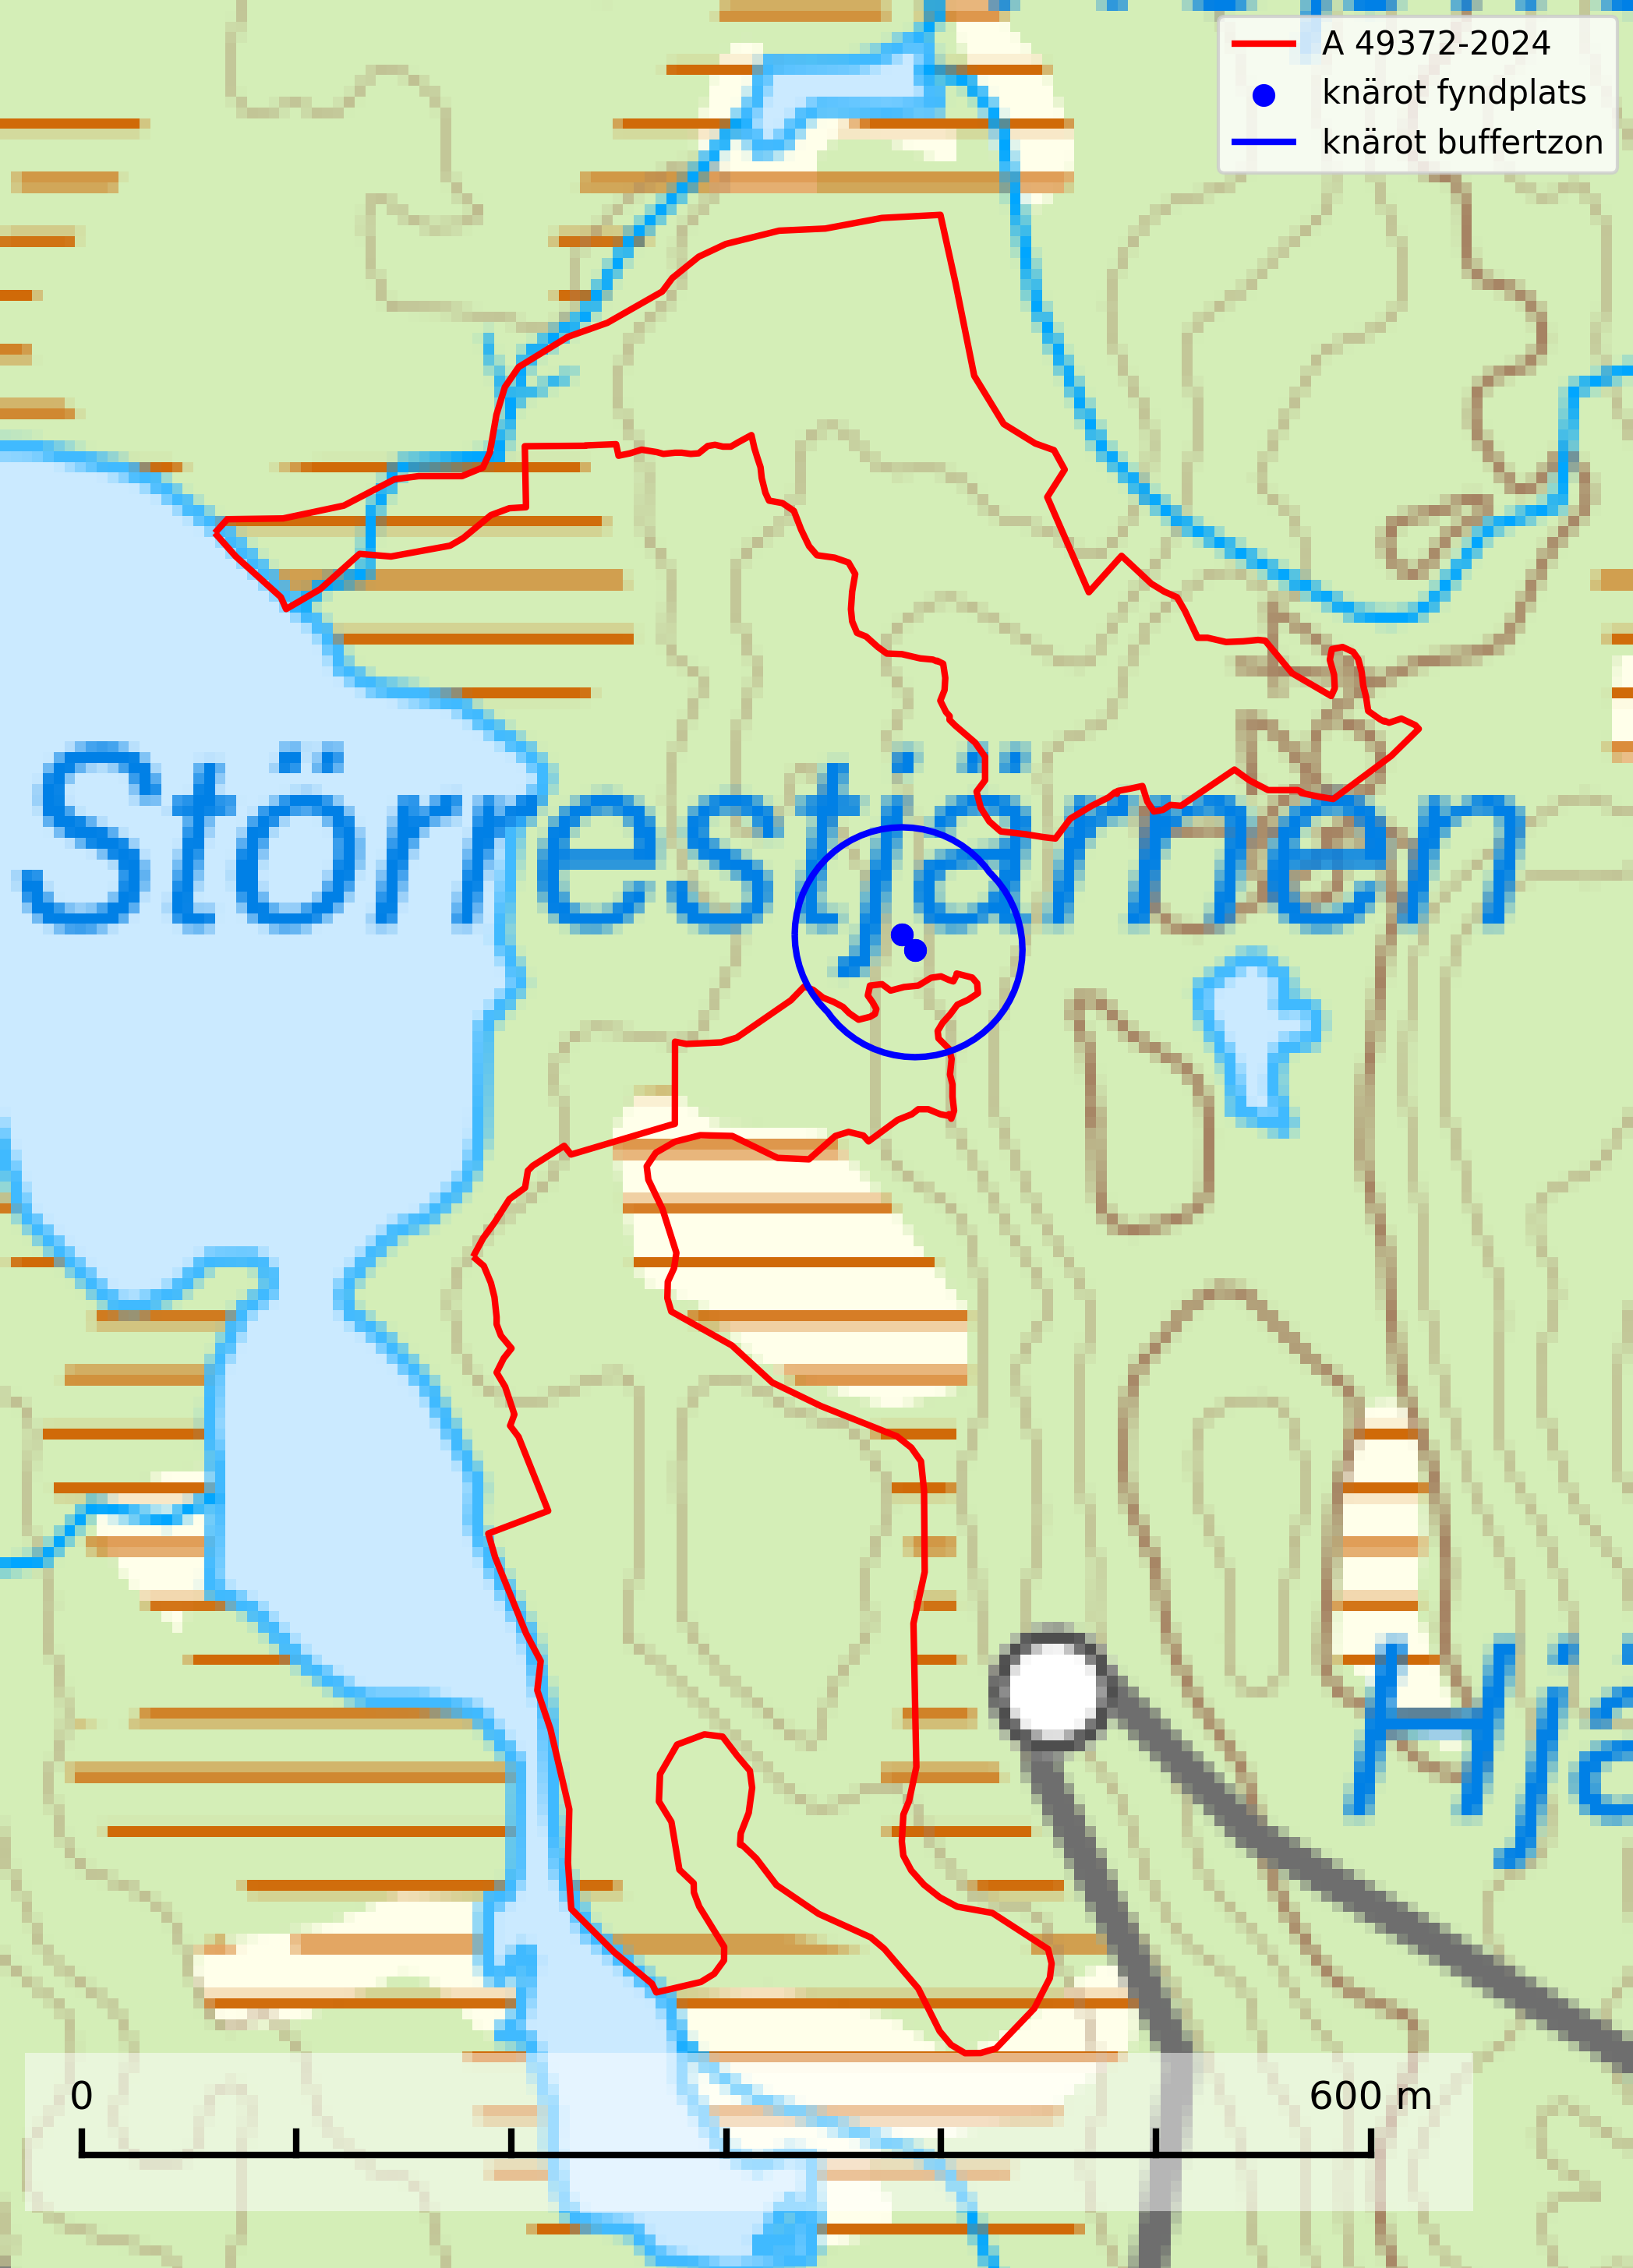 A 49372-2024
knärot fyndplats
knärot buffertzon
Störrestjärnen
0
600 m